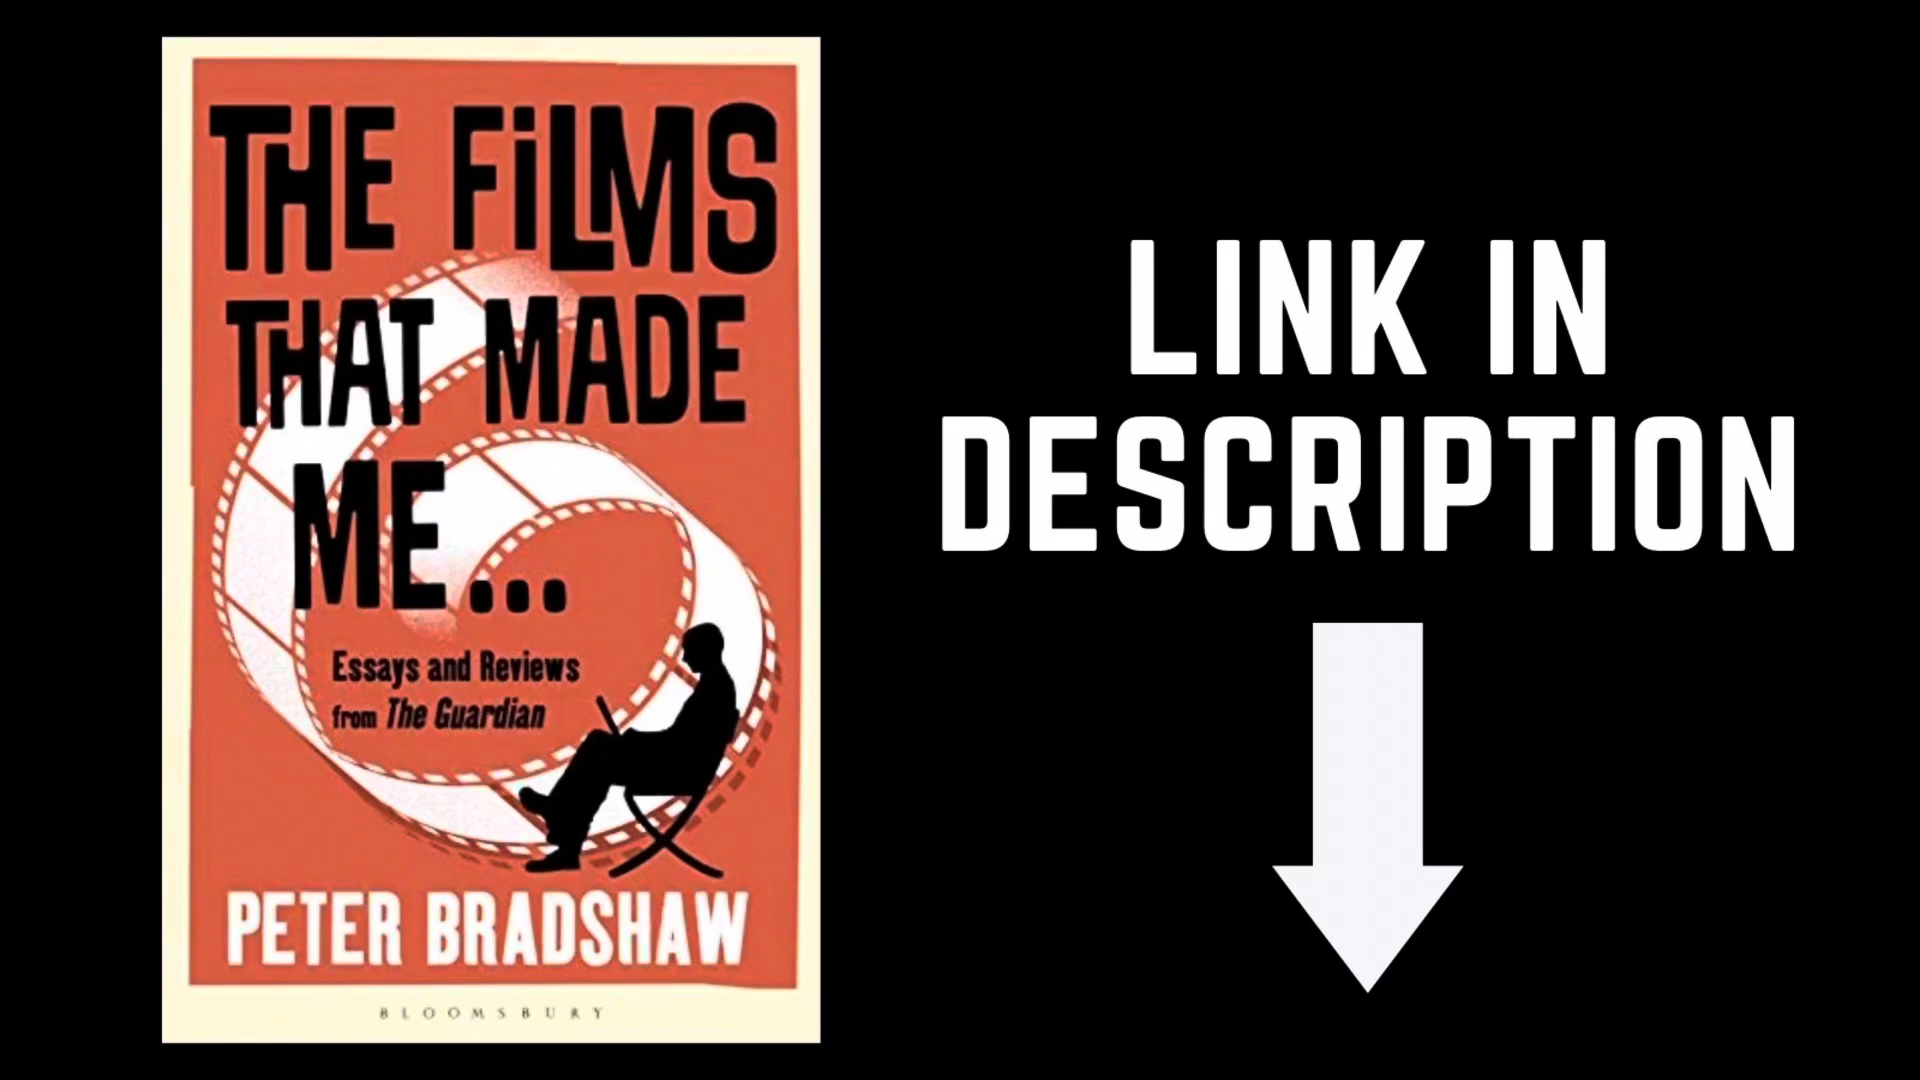 THE FiLMS
THAT MADE
ME...
Essays and Reviews
from The Guardian
PETER BRADSHAW
BLOOMSBURY
LINK IN
DESCRIPTION